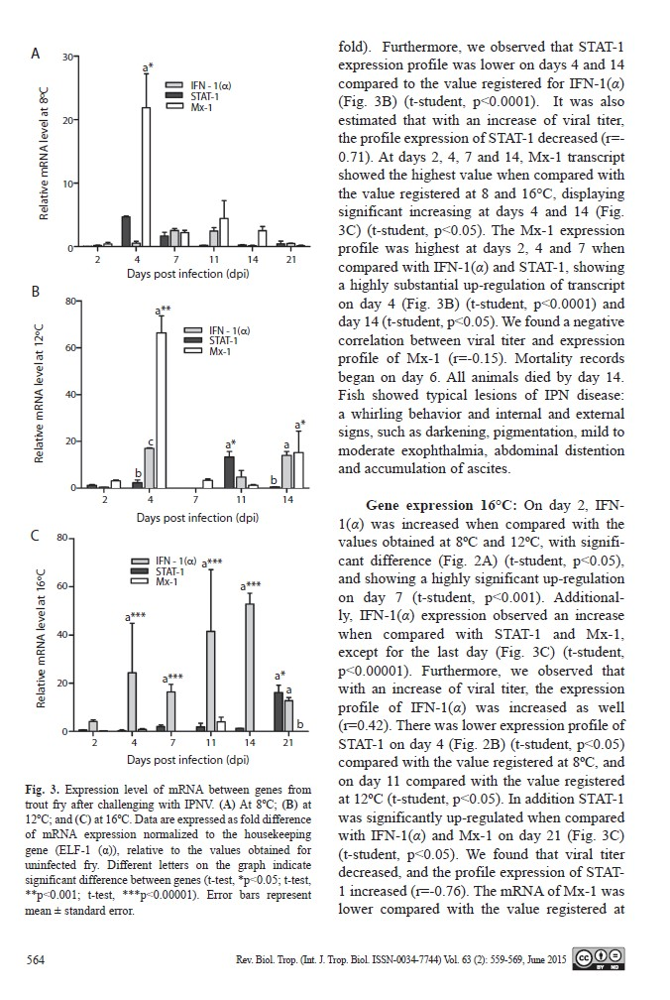 A
30
20
10
0
Relative mRNA level at 8ºC
a*
IFN - 1(α)
STAT-1
Mx-1
2 4 7 11 14 21
Days post infection (dpi)
B
80
60
40
20
0
Relative mRNA level at 12ºC
b
c
a**
a*
b
a
a*
IFN - 1(α)
STAT-1
Mx-1
2 4 7 11 14
Days post infection (dpi)
C
80
60
40
20
0
Relative mRNA level at 16ºC
IFN - 1(α)
STAT-1
Mx-1
a***
a***
a***
a***
a*
a
b
2 4 7 11 14 21
Days post infection (dpi)
Fig. 3. Expression level of mRNA between genes from
trout fry after challenging with IPNV. (A) At 8ºC; (B) at
12ºC; and (C) at 16ºC. Data are expressed as fold difference
of mRNA expression normalized to the housekeeping
gene (ELF-1 (α)), relative to the values obtained for
uninfected fry. Different letters on the graph indicate
significant difference between genes (t-test, *p<0.05; t-test,
**p<0.001; t-test, ***p<0.00001). Error bars represent
mean ± standard error.
fold). Furthermore, we observed that STAT-1
expression profile was lower on days 4 and 14
compared to the value registered for IFN-1(α)
(Fig. 3B) (t-student, p<0.0001). It was also
estimated that with an increase of viral titer,
the profile expression of STAT-1 decreased (r=-
0.71). At days 2, 4, 7 and 14, Mx-1 transcript
showed the highest value when compared with
the value registered at 8 and 16°C, displaying
significant increasing at days 4 and 14 (Fig.
3C) (t-student, p<0.05). The Mx-1 expression
profile was highest at days 2, 4 and 7 when
compared with IFN-1(α) and STAT-1, showing
a highly substantial up-regulation of transcript
on day 4 (Fig. 3B) (t-student, p<0.0001) and
day 14 (t-student, p<0.05). We found a negative
correlation between viral titer and expression
profile of Mx-1 (r=-0.15). Mortality records
began on day 6. All animals died by day 14.
Fish showed typical lesions of IPN disease:
a whirling behavior and internal and external
signs, such as darkening, pigmentation, mild to
moderate exophthalmia, abdominal distention
and accumulation of ascites.
Gene expression 16°C: On day 2, IFN-
1(α) was increased when compared with the
values obtained at 8ºC and 12ºC, with signifi-
cant difference (Fig. 2A) (t-student, p<0.05),
and showing a highly significant up-regulation
on day 7 (t-student, p<0.001). Additional-
ly, IFN-1(α) expression observed an increase
when compared with STAT-1 and Mx-1,
except for the last day (Fig. 3C) (t-student,
p<0.00001). Furthermore, we observed that
with an increase of viral titer, the expression
profile of IFN-1(α) was increased as well
(r=0.42). There was lower expression profile of
STAT-1 on day 4 (Fig. 2B) (t-student, p<0.05)
compared with the value registered at 8ºC, and
on day 11 compared with the value registered
at 12ºC (t-student, p<0.05). In addition STAT-1
was significantly up-regulated when compared
with IFN-1(α) and Mx-1 on day 21 (Fig. 3C)
(t-student, p<0.05). We found that viral titer
decreased, and the profile expression of STAT-
1 increased (r=-0.76). The mRNA of Mx-1 was
lower compared with the value registered at
564
Rev. Biol. Trop. (Int. J. Trop. Biol. ISSN-0034-7744) Vol. 63 (2): 559-569, June 2015
cc
BY ND